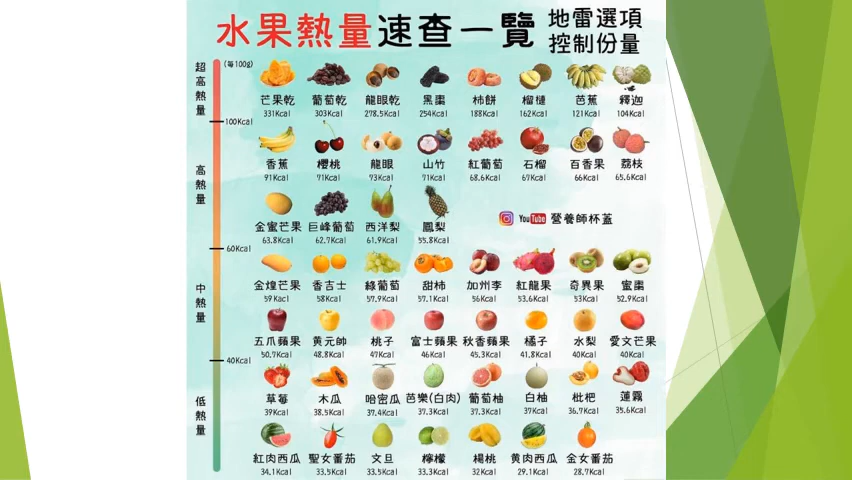 水果熱量速查一覽 地雷選項
控制份量
(每100g)
超高熱量
芒果乾 葡萄乾 龍眼乾 黑棗 柿餅 榴槤 芭蕉 釋迦
331Kcal 303Kcal 278.5Kcal 254Kcal 188Kcal 162Kcal 121Kcal 104Kcal
100Kcal
高熱量
香蕉 櫻桃 龍眼 山竹 紅葡萄 石榴 百香果 荔枝
91Kcal 71Kcal 73Kcal 71Kcal 68.6Kcal 67Kcal 66Kcal 65.6Kcal
金蜜芒果 巨峰葡萄 西洋梨 鳳梨
63.8Kcal 62.7Kcal 61.9Kcal 55.8Kcal
YouTube 營養師杯蓋
60Kcal
中熱量
金煌芒果 香吉士 綠葡萄 甜柿 加州李 紅龍果 奇異果 蜜棗
59Kacl 58Kcal 57.9Kcal 57.1Kcal 56Kcal 53.6Kcal 53Kcal 52.9Kcal
五爪蘋果 黄元帥 桃子 富士蘋果 秋香蘋果 橘子 水梨 愛文芒果
50.7Kcal 48.8Kcal 47Kcal 46Kcal 45.3Kcal 41.8Kcal 40Kcal 40Kcal
40Kcal
低熱量
草莓 木瓜 哈密瓜 芭樂(白肉) 葡萄柚 白柚 枇杷 蓮霧
39Kcal 38.5Kcal 37.4Kcal 37.3Kcal 37.3Kcal 37Kcal 36.7Kcal 35.6Kcal
紅肉西瓜 聖女番茄 文旦 檸檬 楊桃 黄肉西瓜 金女番茄
34.1Kcal 33.5Kcal 33.5Kcal 33.3Kcal 32Kcal 29.1Kcal 28.7Kcal